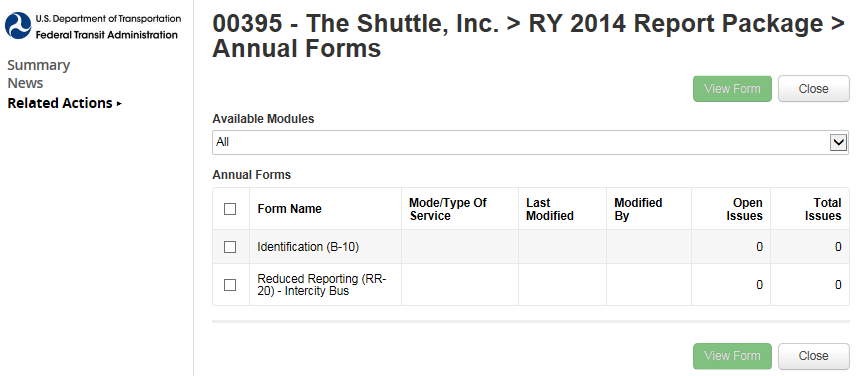 U.S. Department of Transportation
Federal Transit Administration
Summary
News
Related Actions ▸
00395 - The Shuttle, Inc. > RY 2014 Report Package >
Annual Forms
View Form Close
Available Modules
All
Annual Forms
Form Name
Mode/Type Of
Service
Last
Modified
Modified
By
Open
Issues
Total
Issues
Identification (B-10) 0 0
Reduced Reporting (RR-
20) - Intercity Bus 0 0
View Form Close